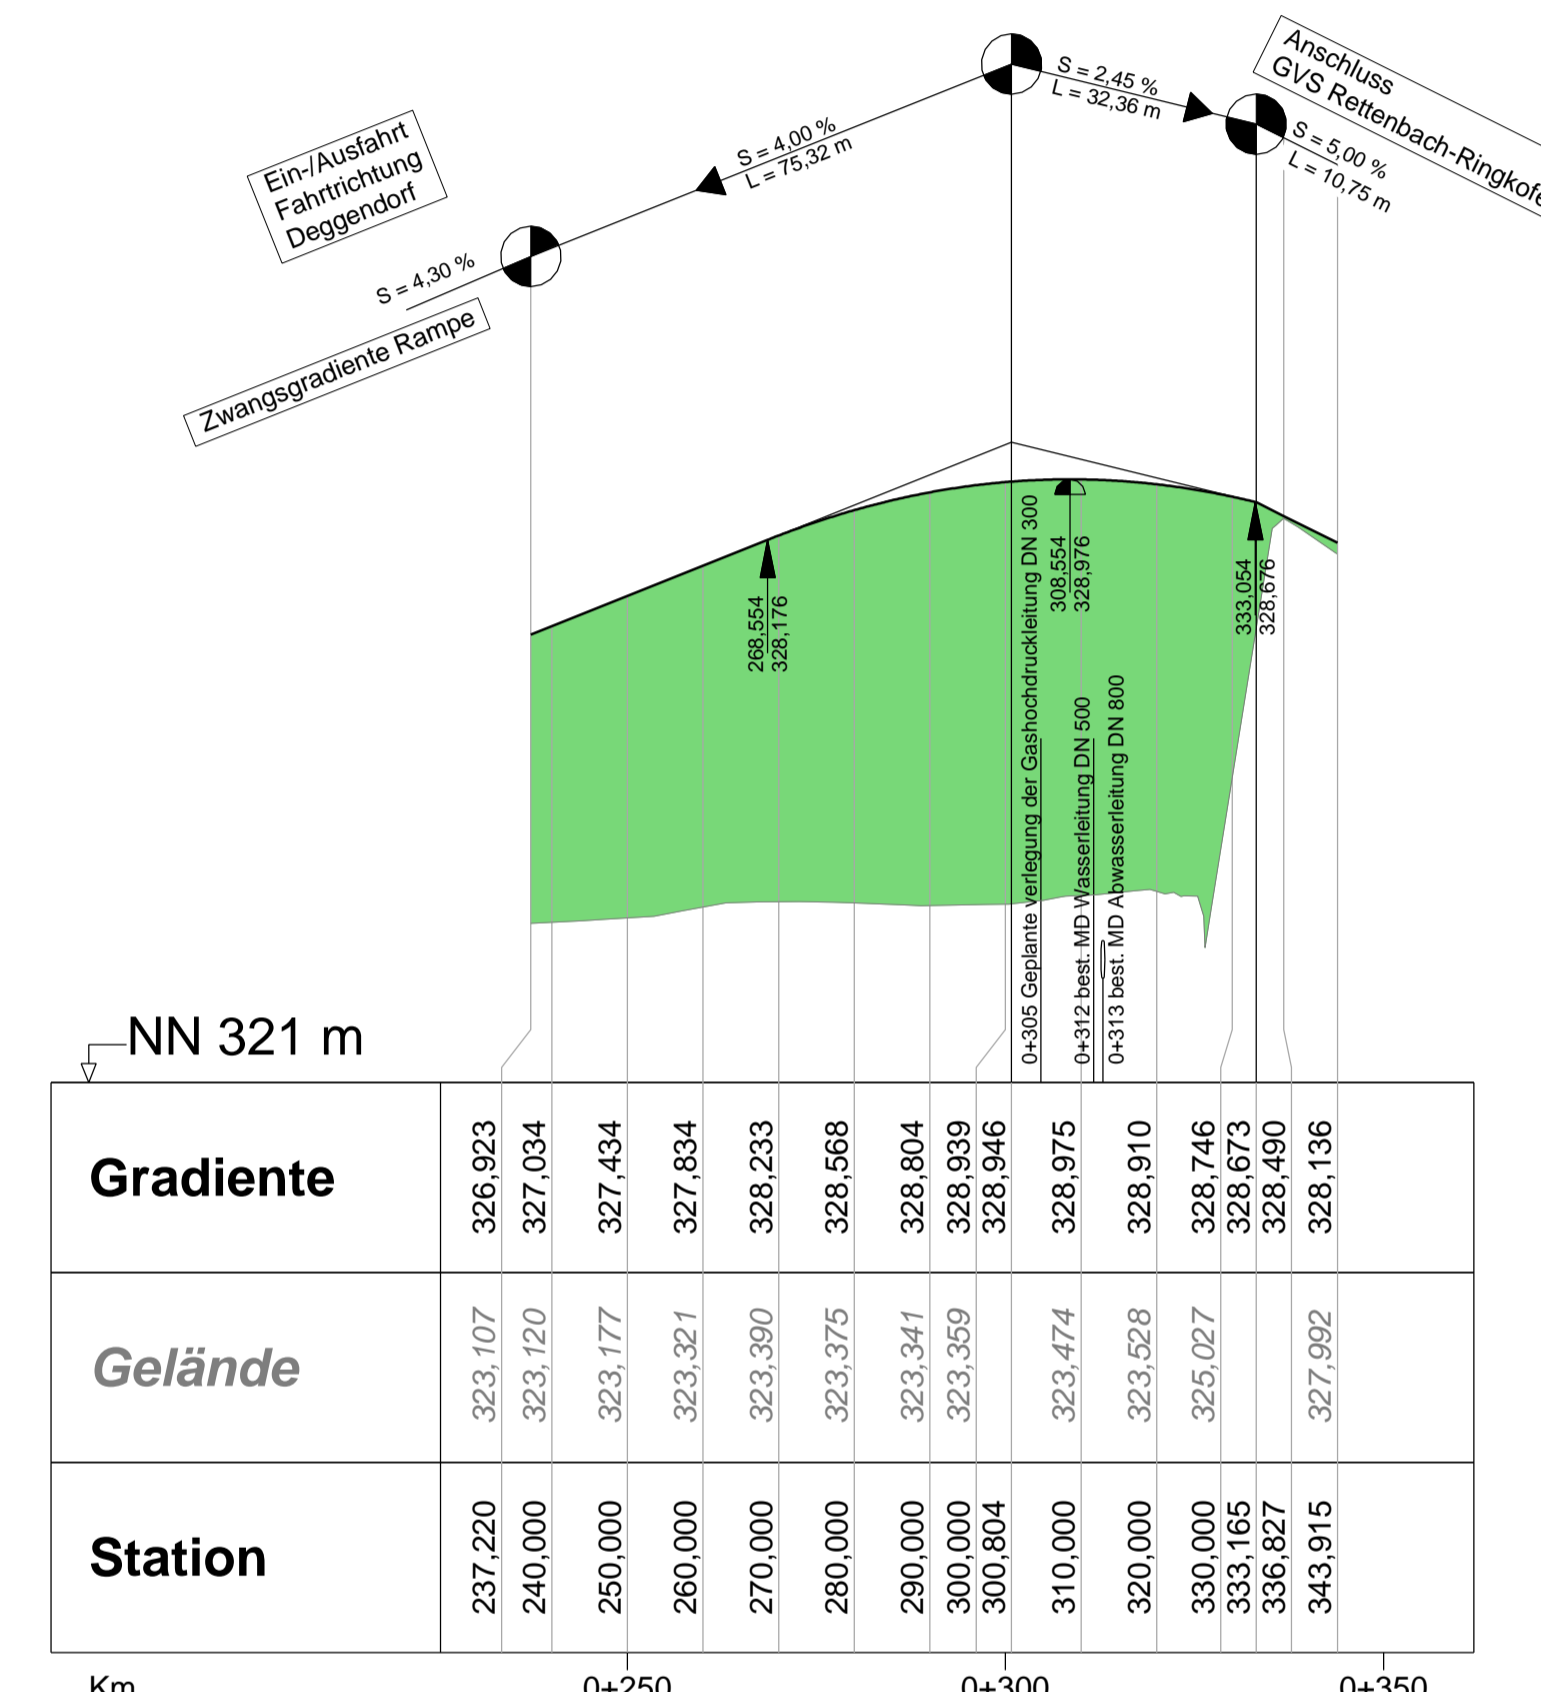 Anschluss
GVS Rettenbach-Ringkofe
S = 2,45 %
L = 32,36 m
S = 5,00 %
L = 10,75 m
S = 4,00 %
L = 75,32 m
Ein-/Ausfahrt
Fahrtrichtung
Deggendorf
S = 4,30 %
Zwangsgradiente Rampe
268,554
328,176
308,554
328,976
333,054
328,676
0+305 Geplante verlegung der Gashochdruckleitung DN 300
0+312 best. MD Wasserleitung DN 500
0+313 best. MD Abwasserleitung DN 800
NN 321 m
Gradiente 326,923 327,034 327,434 327,834 328,233 328,568 328,804 328,939 328,946 328,975 328,910 328,746 328,673 328,490 328,136
Gelände 323,107 323,120 323,177 323,321 323,390 323,375 323,341 323,359 323,474 323,528 325,027 327,992
Station 237,220 240,000 250,000 260,000 270,000 280,000 290,000 300,000 300,804 310,000 320,000 330,000 333,165 336,827 343,915
Km 0+250 0+300 0+350